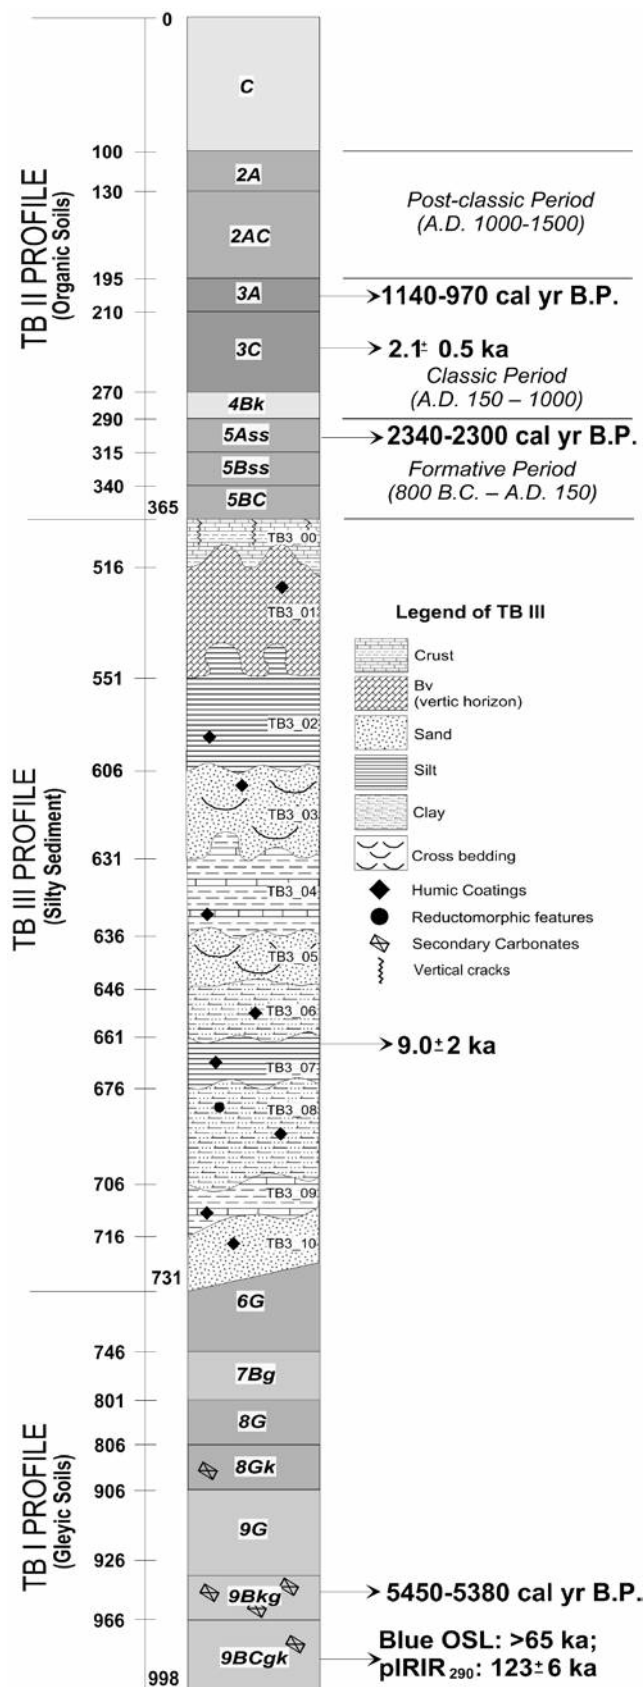 0
C
100
2A
130
Post-classic Period
(A.D. 1000-1500)
2AC
195
3A
1140-970 cal yr B.P.
210
3C
2.1± 0.5 ka
Classic Period
(A.D. 150 – 1000)
270
4Bk
290
5Ass
2340-2300 cal yr B.P.
315
5Bss
Formative Period
(800 B.C. – A.D. 150)
340
5BC
365
TB II PROFILE
(Organic Soils)
TB3_00
516
TB3_01
551
TB3_02
606
TB3_03
631
TB3_04
636
TB3_05
646
TB3_06
661
9.0±2 ka
TB3_07
676
TB3_08
706
TB3_09
716
TB3_10
731
TB III PROFILE
(Silty Sediment)
Legend of TB III
Crust
Bv
(vertic horizon)
Sand
Silt
Clay
Cross bedding
Humic Coatings
Reductomorphic features
Secondary Carbonates
Vertical cracks
6G
746
7Bg
801
8G
806
8Gk
906
9G
926
9Bkg
5450-5380 cal yr B.P.
966
9BCgk
Blue OSL: >65 ka;
pIRIR290: 123±6 ka
998
TB I PROFILE
(Gleyic Soils)